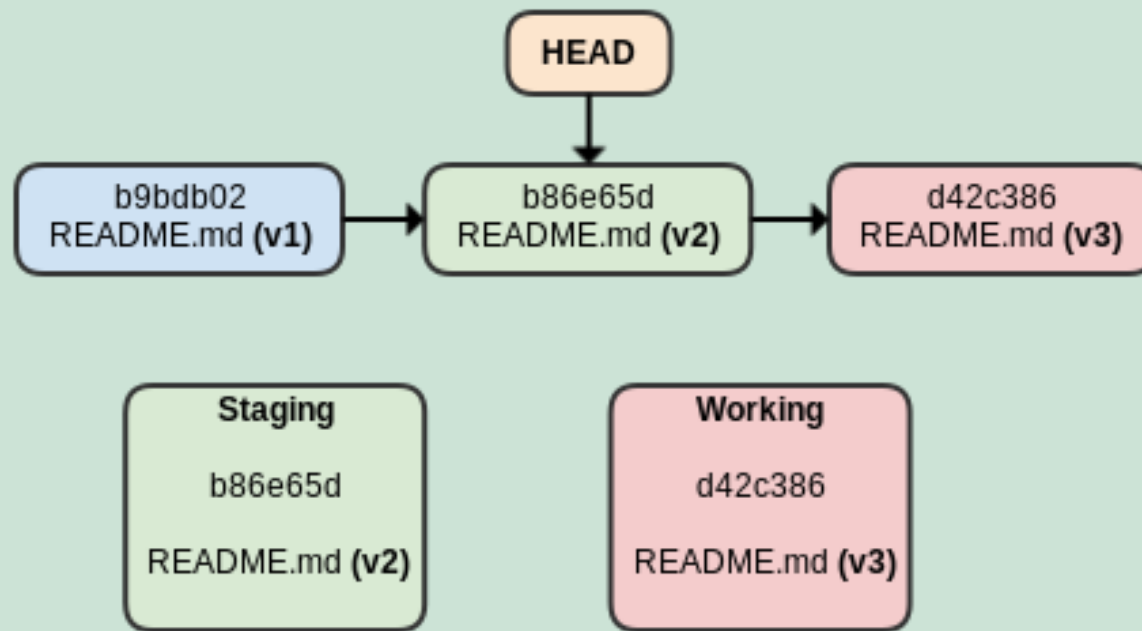 HEAD
b9bdb02
README.md (v1)
b86e65d
README.md (v2)
d42c386
README.md (v3)
Staging
b86e65d
README.md (v2)
Working
d42c386
README.md (v3)